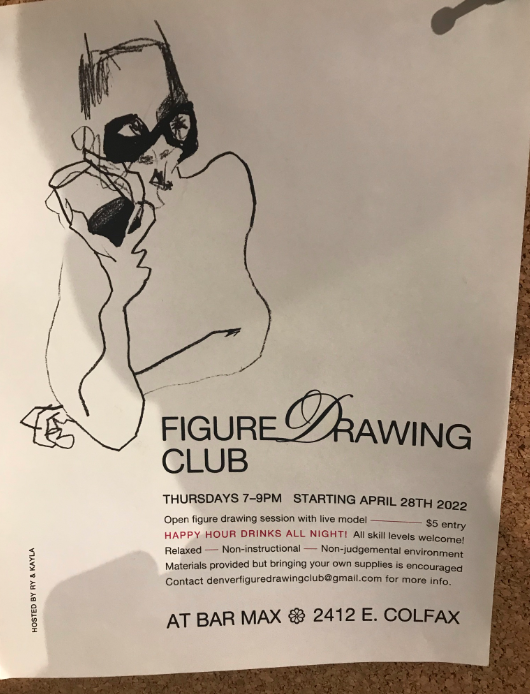 FIGURE DRAWING
CLUB
THURSDAYS 7–9PM STARTING APRIL 28TH 2022
Open figure drawing session with live model —— $5 entry
HAPPY HOUR DRINKS ALL NIGHT! All skill levels welcome!
Relaxed — Non-instructional — Non-judgemental environment
Materials provided but bringing your own supplies is encouraged
Contact denverfiguredrawingclub@gmail.com for more info.
AT BAR MAX 2412 E. COLFAX
HOSTED BY RY & KAYLA